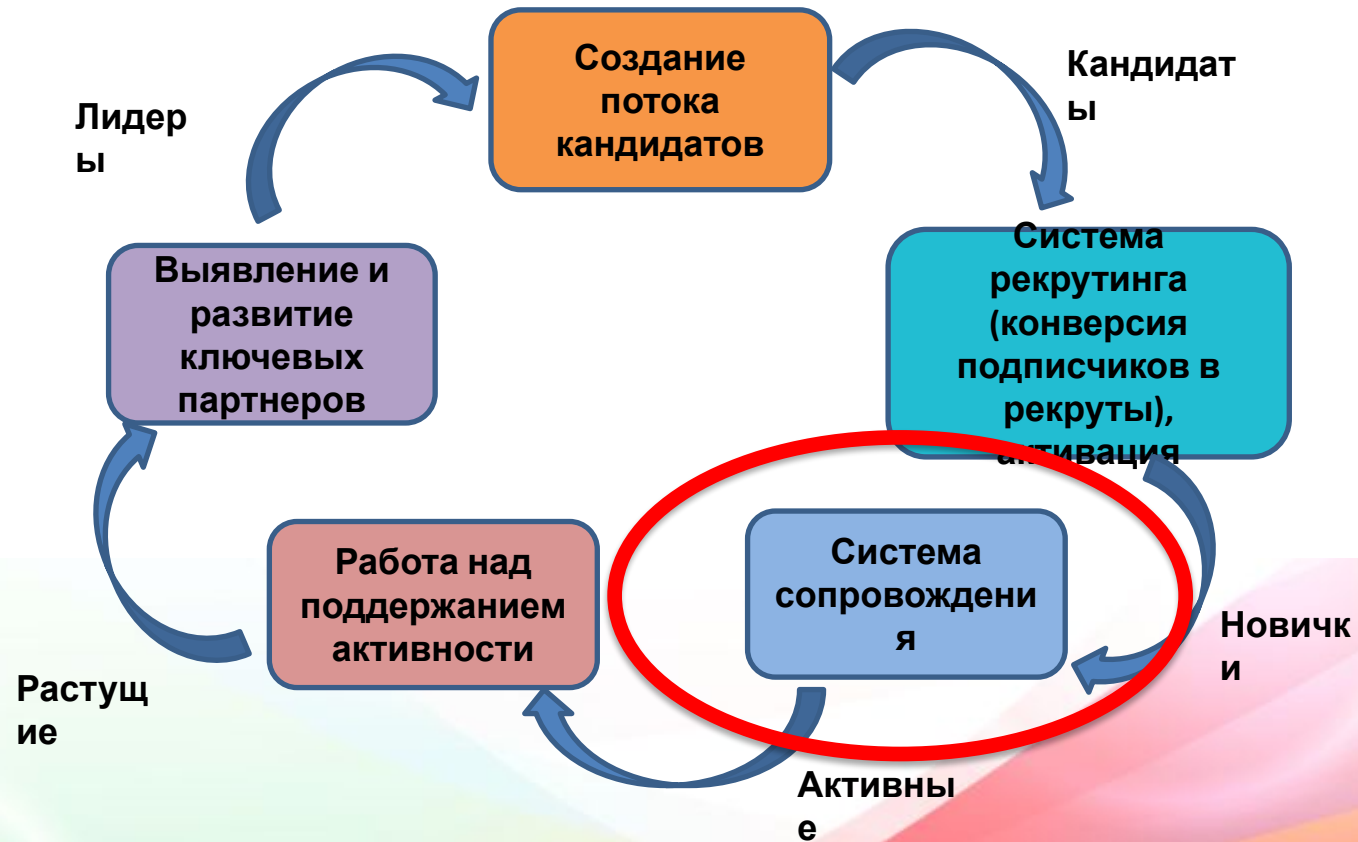 Создание
потока
кандидатов
Кандидат
ы
Лидер
ы
Система
рекрутинга
(конверсия
подписчиков в
рекруты),
активация
Выявление и
развитие
ключевых
партнеров
Система
сопровождени
я
Работа над
поддержанием
активности
Новичк
и
Растущ
ие
Активны
е